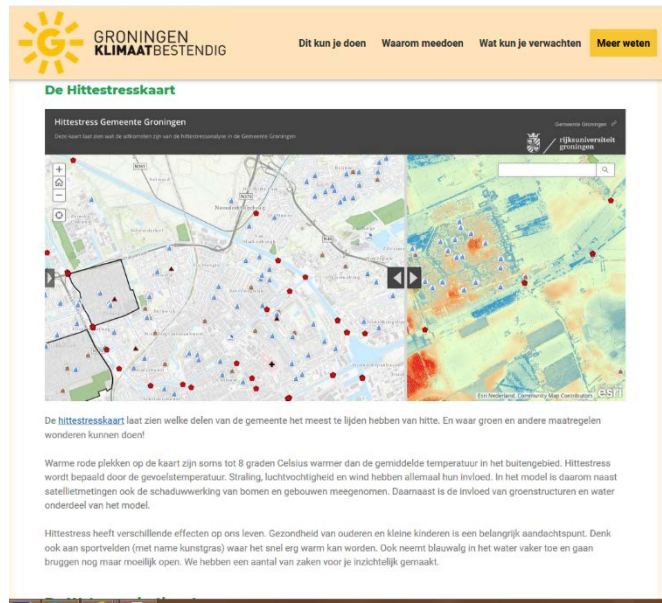 GRONINGEN
KLIMAATBESTENDIG
Dit kun je doen Waarom meedoen Wat kun je verwachten Meer weten
De Hittestresskaart
Hittestress Gemeente Groningen
Deze kaart laat zien wat de uitkomsten zijn van de hittestressanalyse in de Gemeente Groningen
Gemeente Groningen
rijksuniversiteit
groningen
Esri Nederland, Community Map Contributors
esri
De hittestresskaart laat zien welke delen van de gemeente het meest te lijden hebben van hitte. En waar groen en andere maatregelen
wonderen kunnen doen!
Warme rode plekken op de kaart zijn soms tot 8 graden Celsius warmer dan de gemiddelde temperatuur in het buitengebied. Hittestress
wordt bepaald door de gevoelstemperatuur. Straling, luchtvochtigheid en wind hebben allemaal hun invloed. In het model is daarom naast
satellietmetingen ook de schaduwwerking van bomen en gebouwen meegenomen. Daarnaast is de invloed van groenstructuren en water
onderdeel van het model.
Hittestress heeft verschillende effecten op ons leven. Gezondheid van ouderen en kleine kinderen is een belangrijk aandachtspunt. Denk
ook aan sportvelden (met name kunstgras) waar het snel erg warm kan worden. Ook neemt blauwalg in het water vaker toe en gaan
bruggen nog maar moeilijk open. We hebben een aantal van zaken voor je inzichtelijk gemaakt.